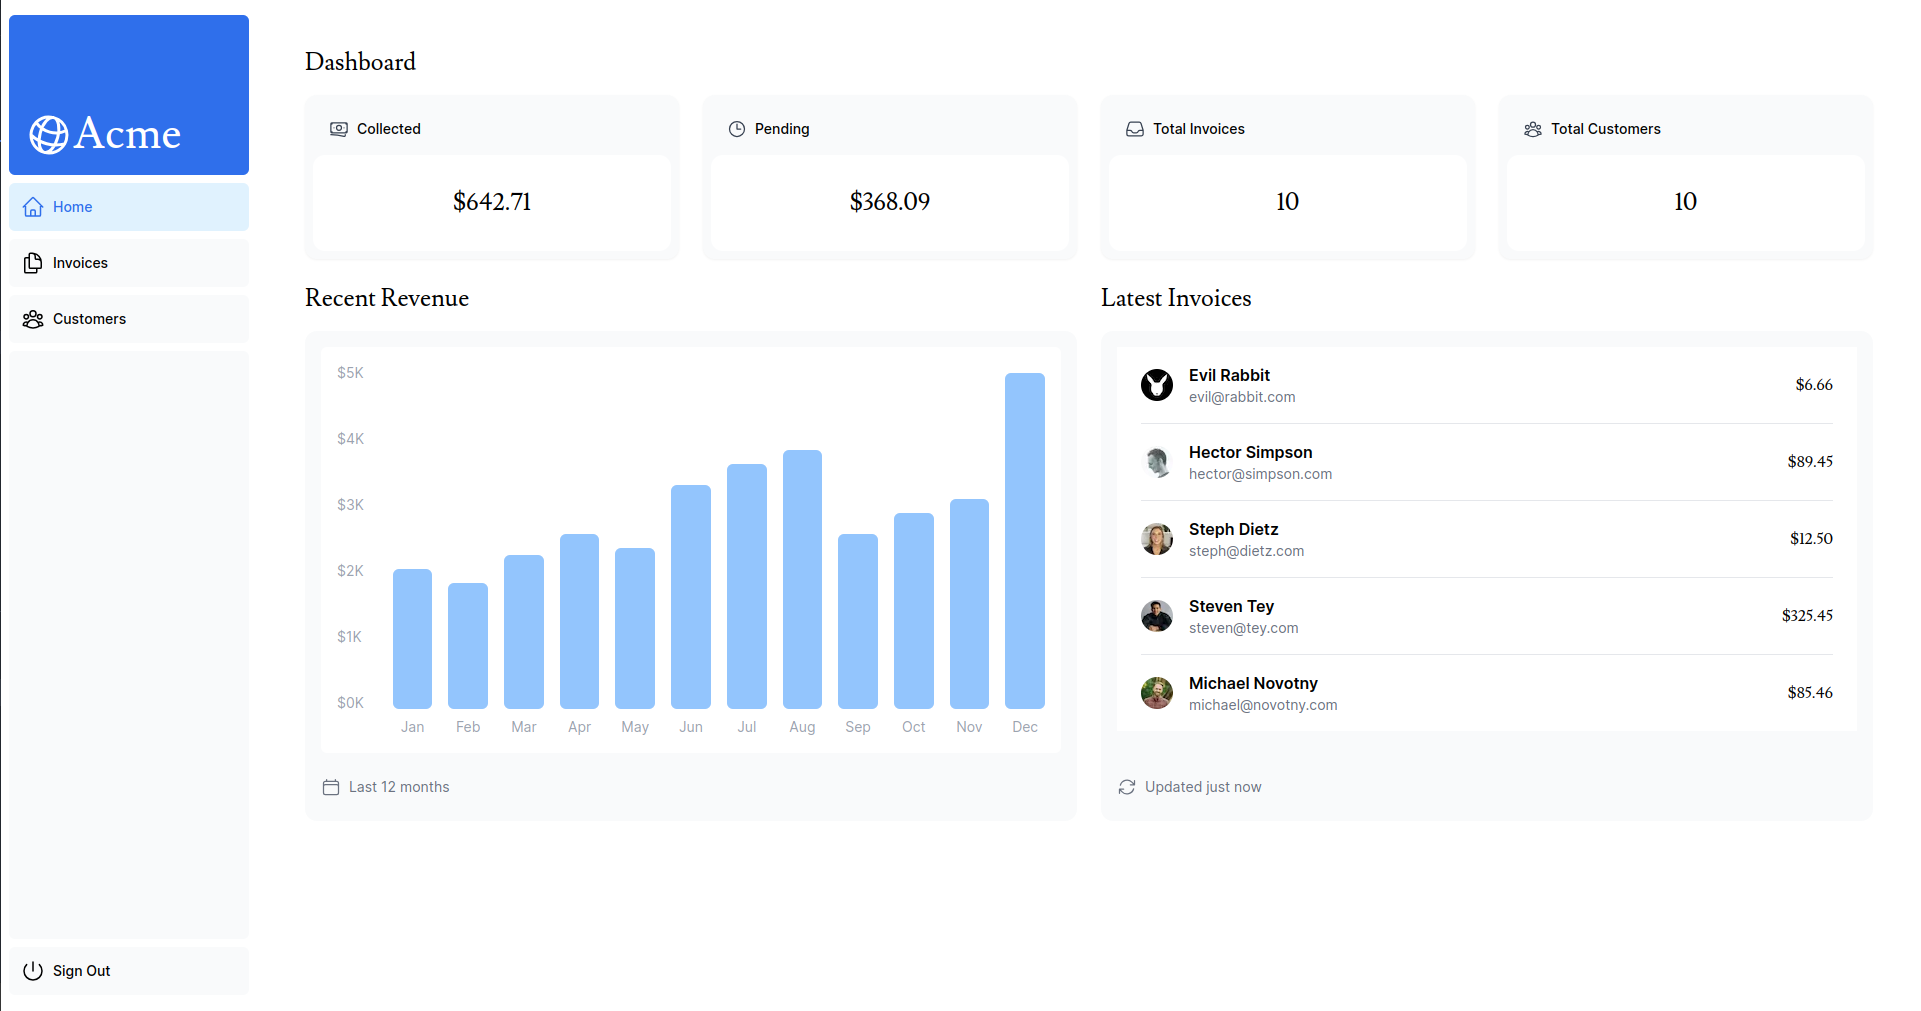 Acme
Home
Invoices
Customers
Sign Out
Dashboard
Collected
$642.71
Pending
$368.09
Total Invoices
10
Total Customers
10
Recent Revenue
$5K
$4K
$3K
$2K
$1K
$0K
Jan Feb Mar Apr May Jun Jul Aug Sep Oct Nov Dec
Last 12 months
Latest Invoices
Evil Rabbit
evil@rabbit.com
$6.66
Hector Simpson
hector@simpson.com
$89.45
Steph Dietz
steph@dietz.com
$12.50
Steven Tey
steven@tey.com
$325.45
Michael Novotny
michael@novotny.com
$85.46
Updated just now